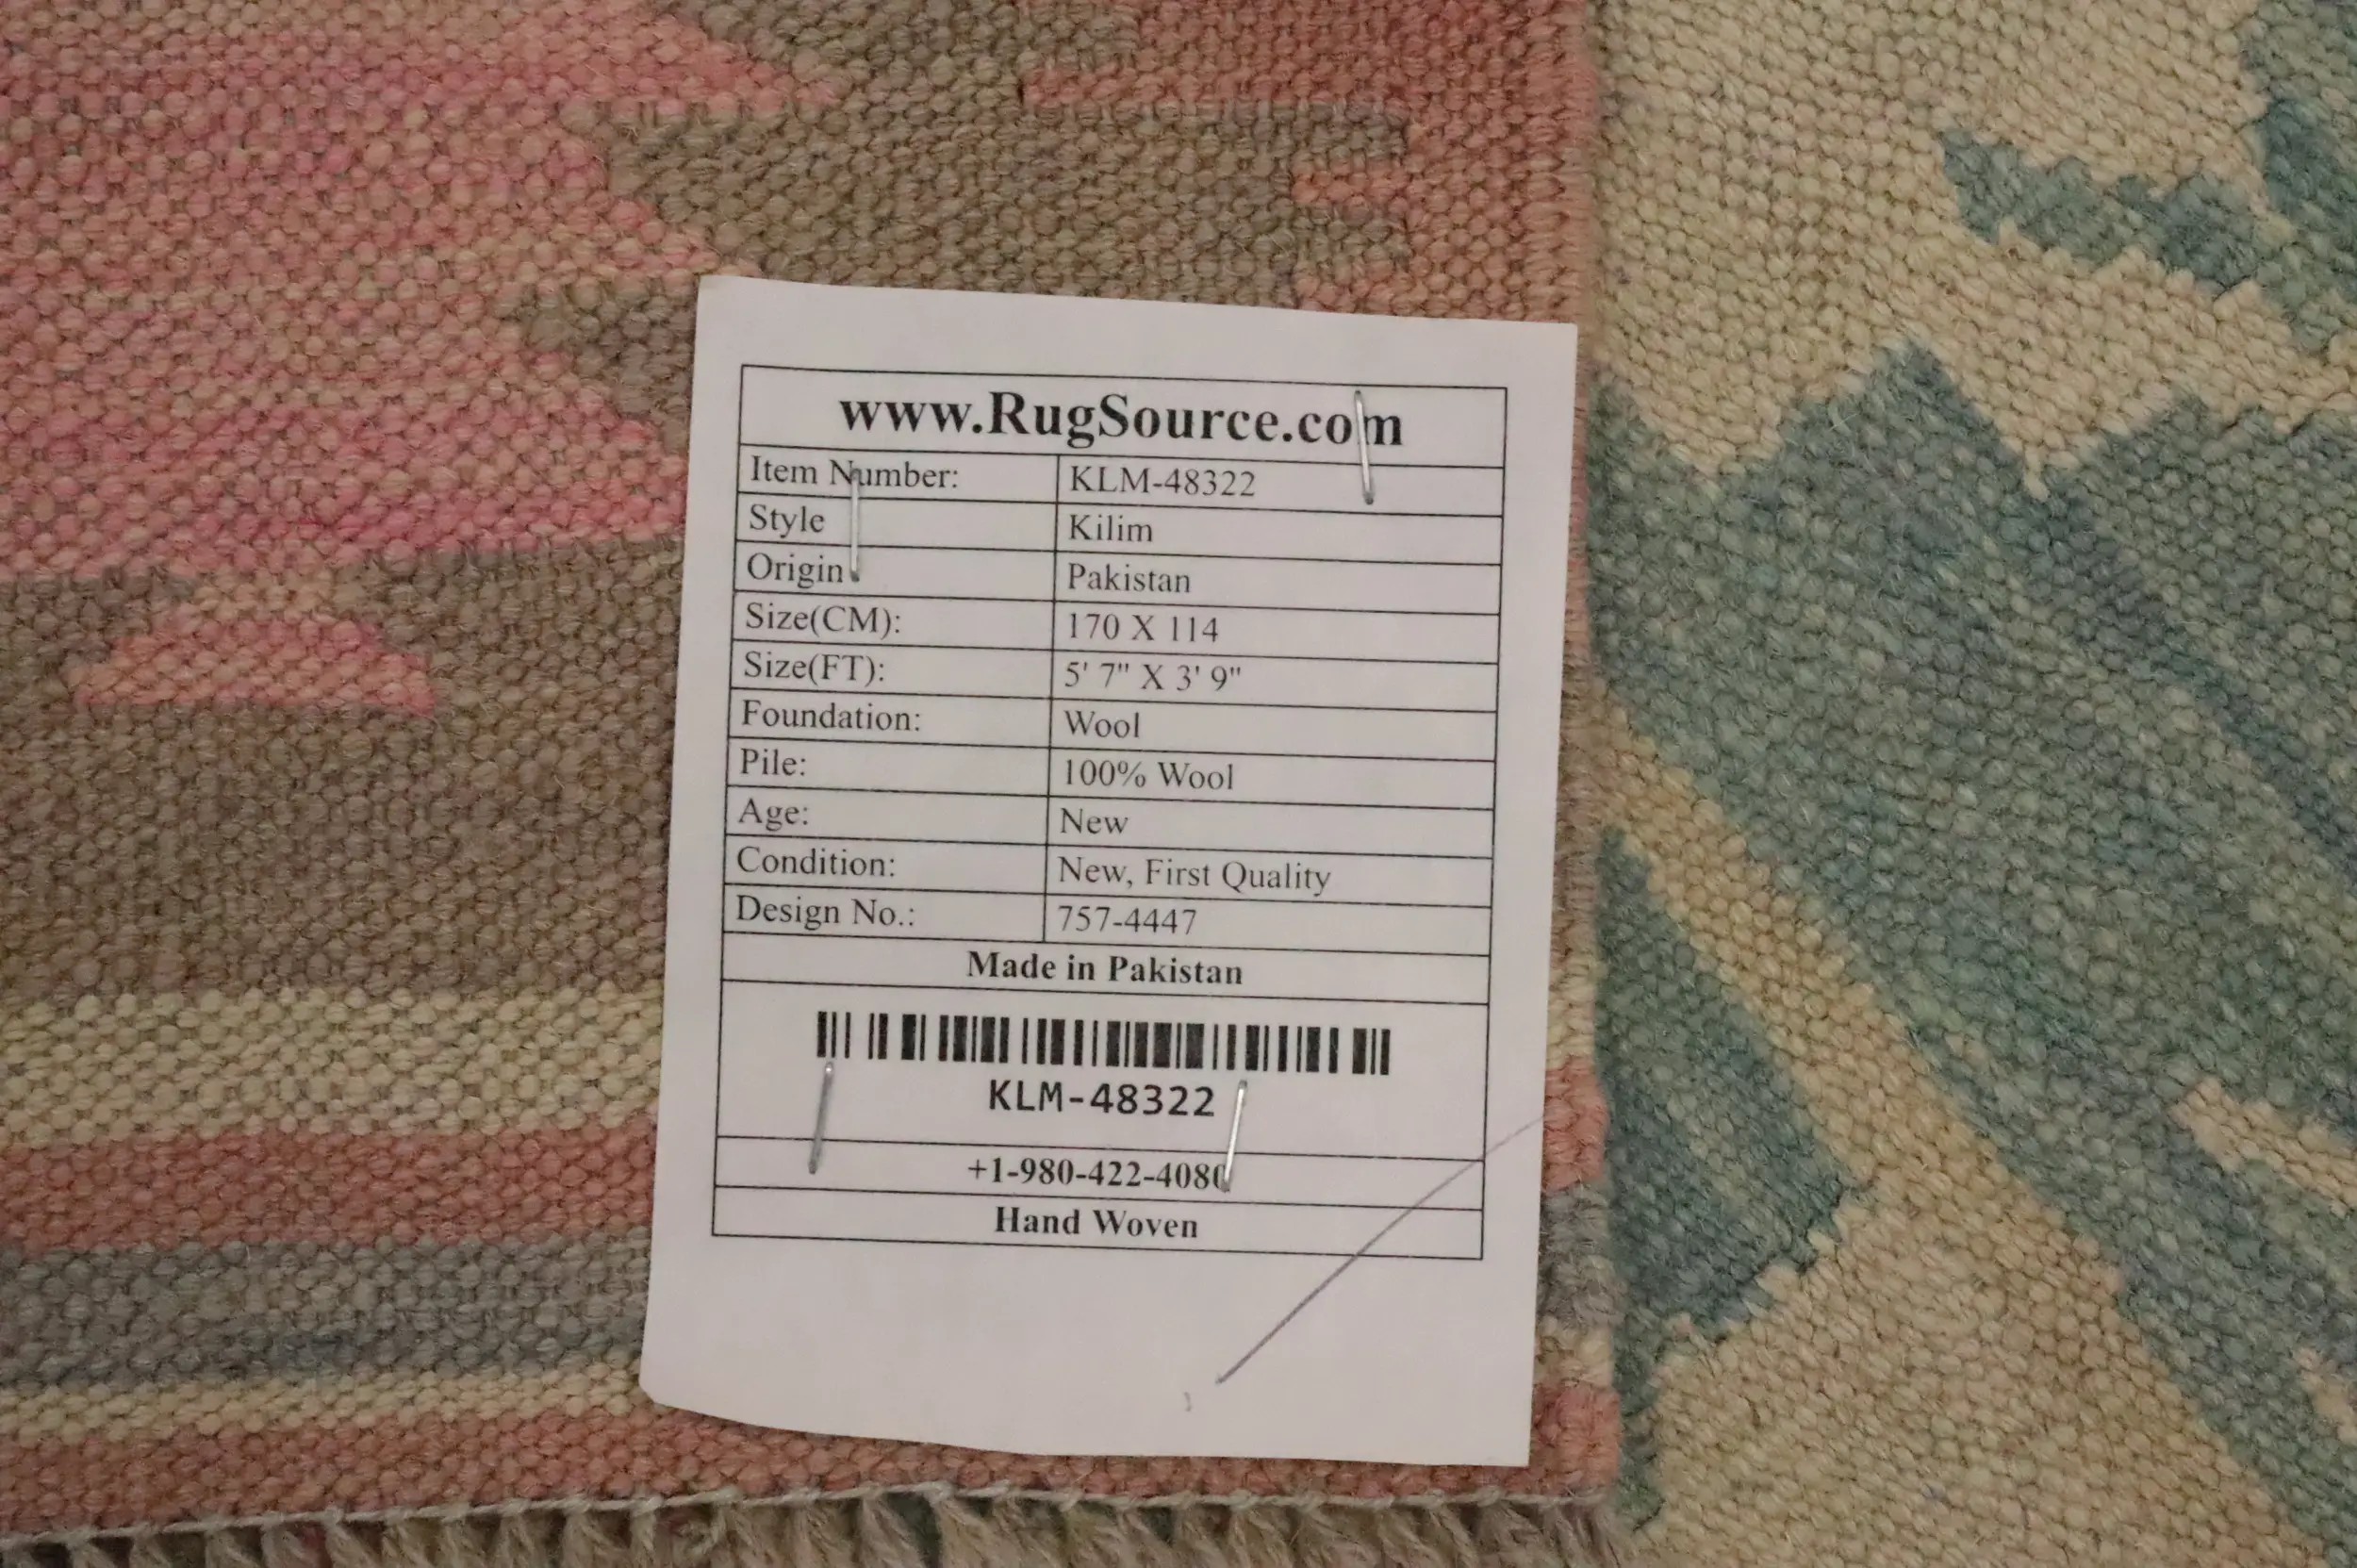 www.RugSource.com
Item Number: KLM-48322
Style Kilim
Origin Pakistan
Size(CM): 170 X 114
Size(FT): 5' 7" X 3' 9"
Foundation: Wool
Pile: 100% Wool
Age: New
Condition: New, First Quality
Design No.: 757-4447
Made in Pakistan
KLM-48322
+1-980-422-4080
Hand Woven